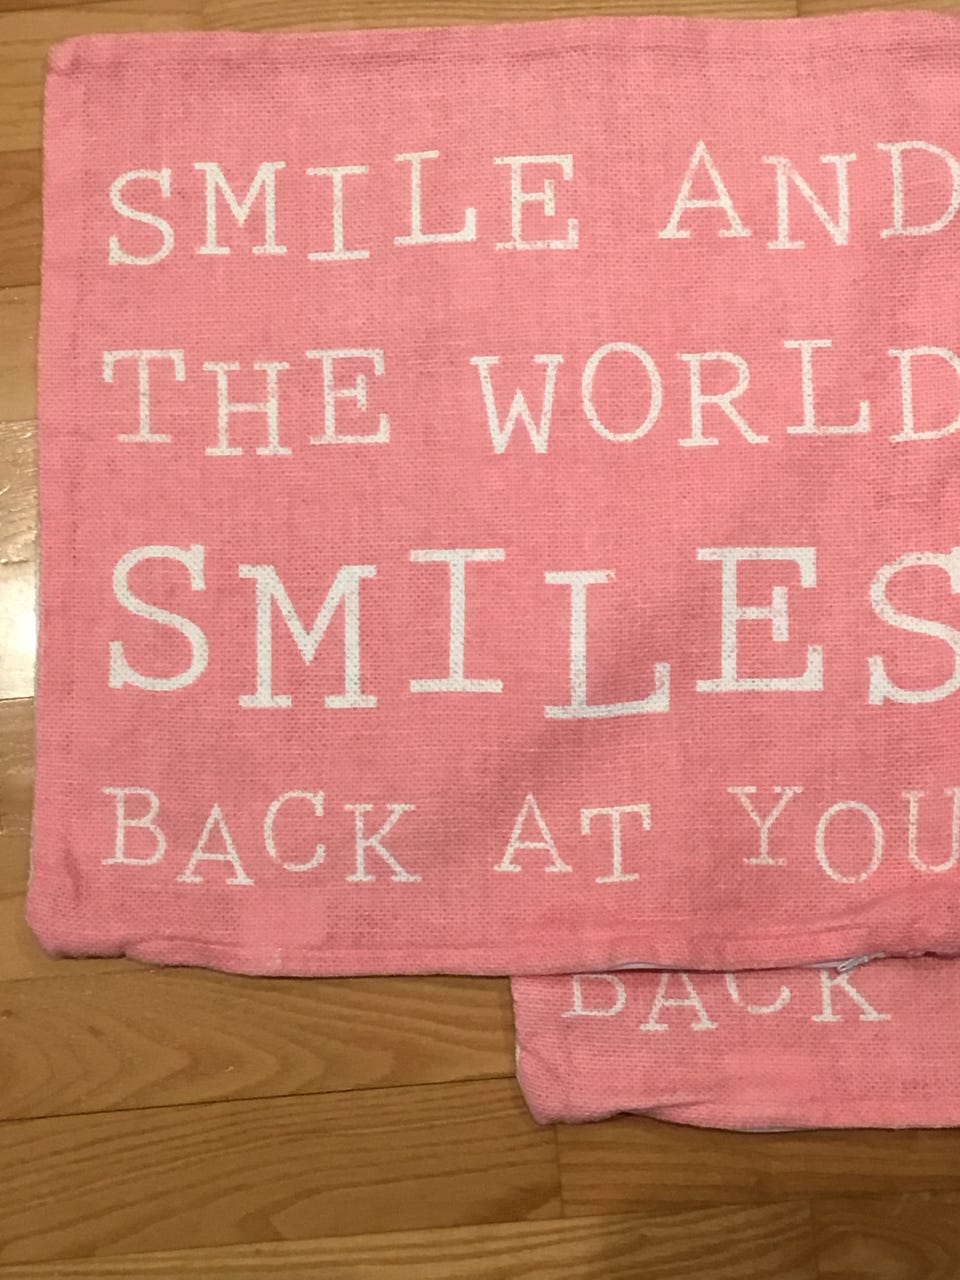 SMILE AND
THE WORLD
SMILES
BACK AT YOU
BACK